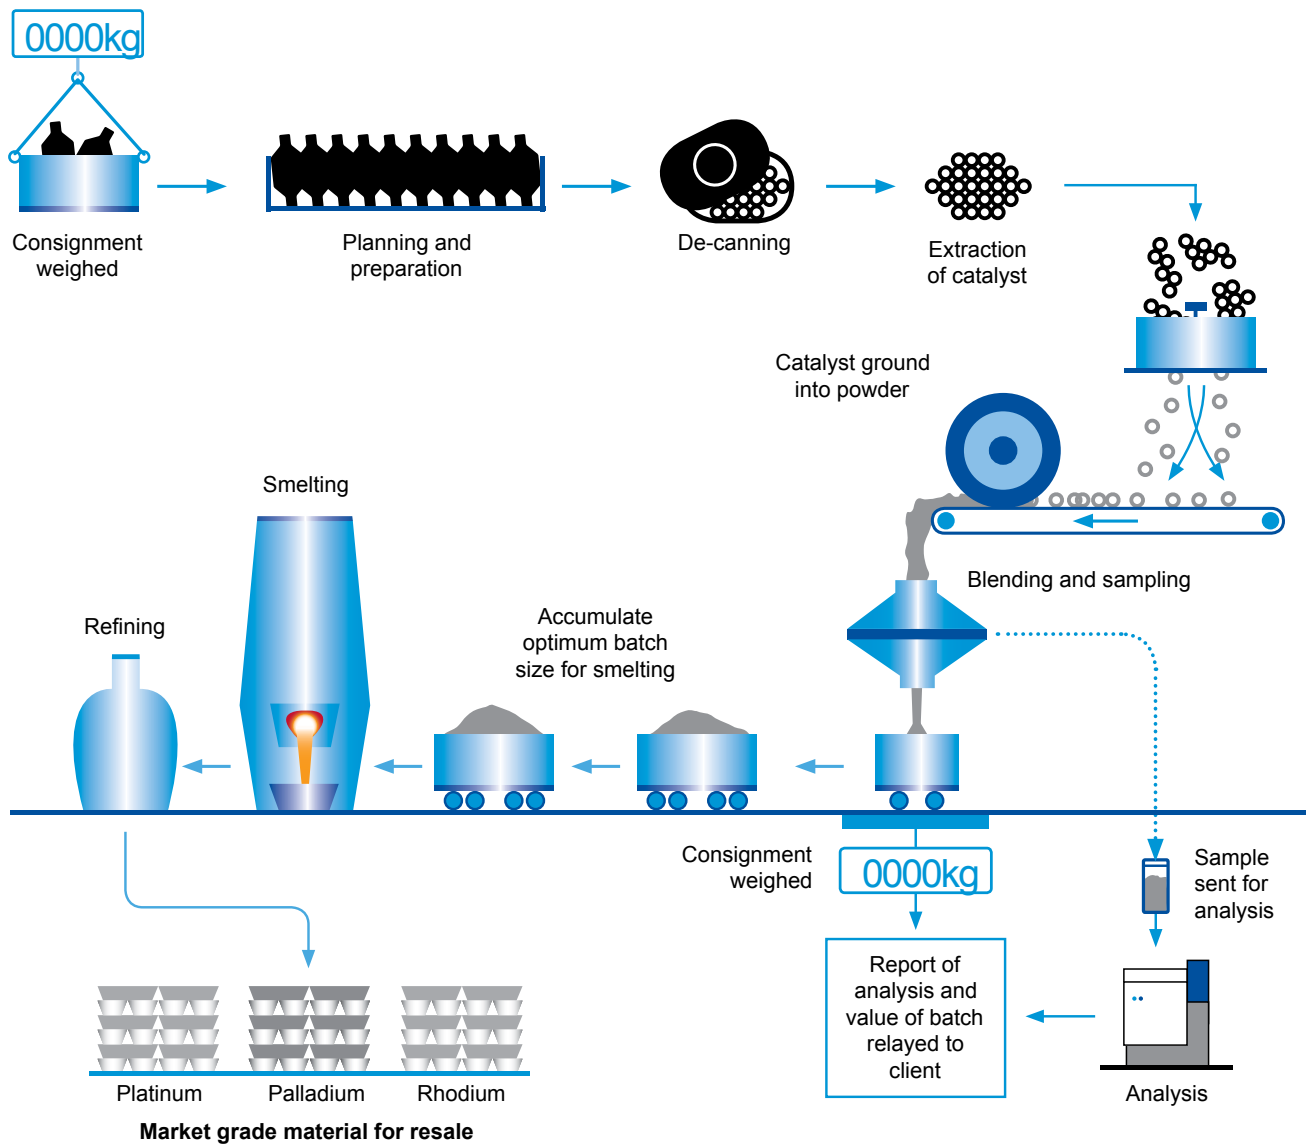 0000kg
Consignment
weighed
Planning and
preparation
De-canning
Extraction
of catalyst
Catalyst ground
into powder
Blending and sampling
Smelting
Accumulate
optimum batch
size for smelting
Refining
Consignment
weighed
0000kg
Sample
sent for
analysis
Report of
analysis and
value of batch
relayed to
client
Analysis
Platinum
Palladium
Rhodium
Market grade material for resale